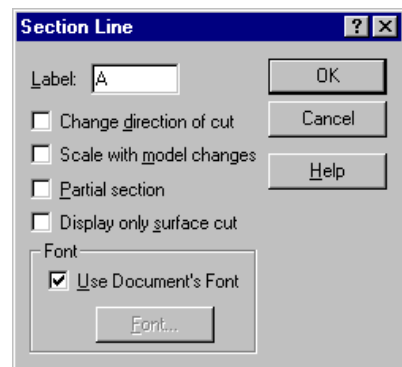 Section Line
Label: A
OK
Change direction of cut
Cancel
Scale with model changes
Help
Partial section
Display only surface cut
Font
Use Document's Font
Font...